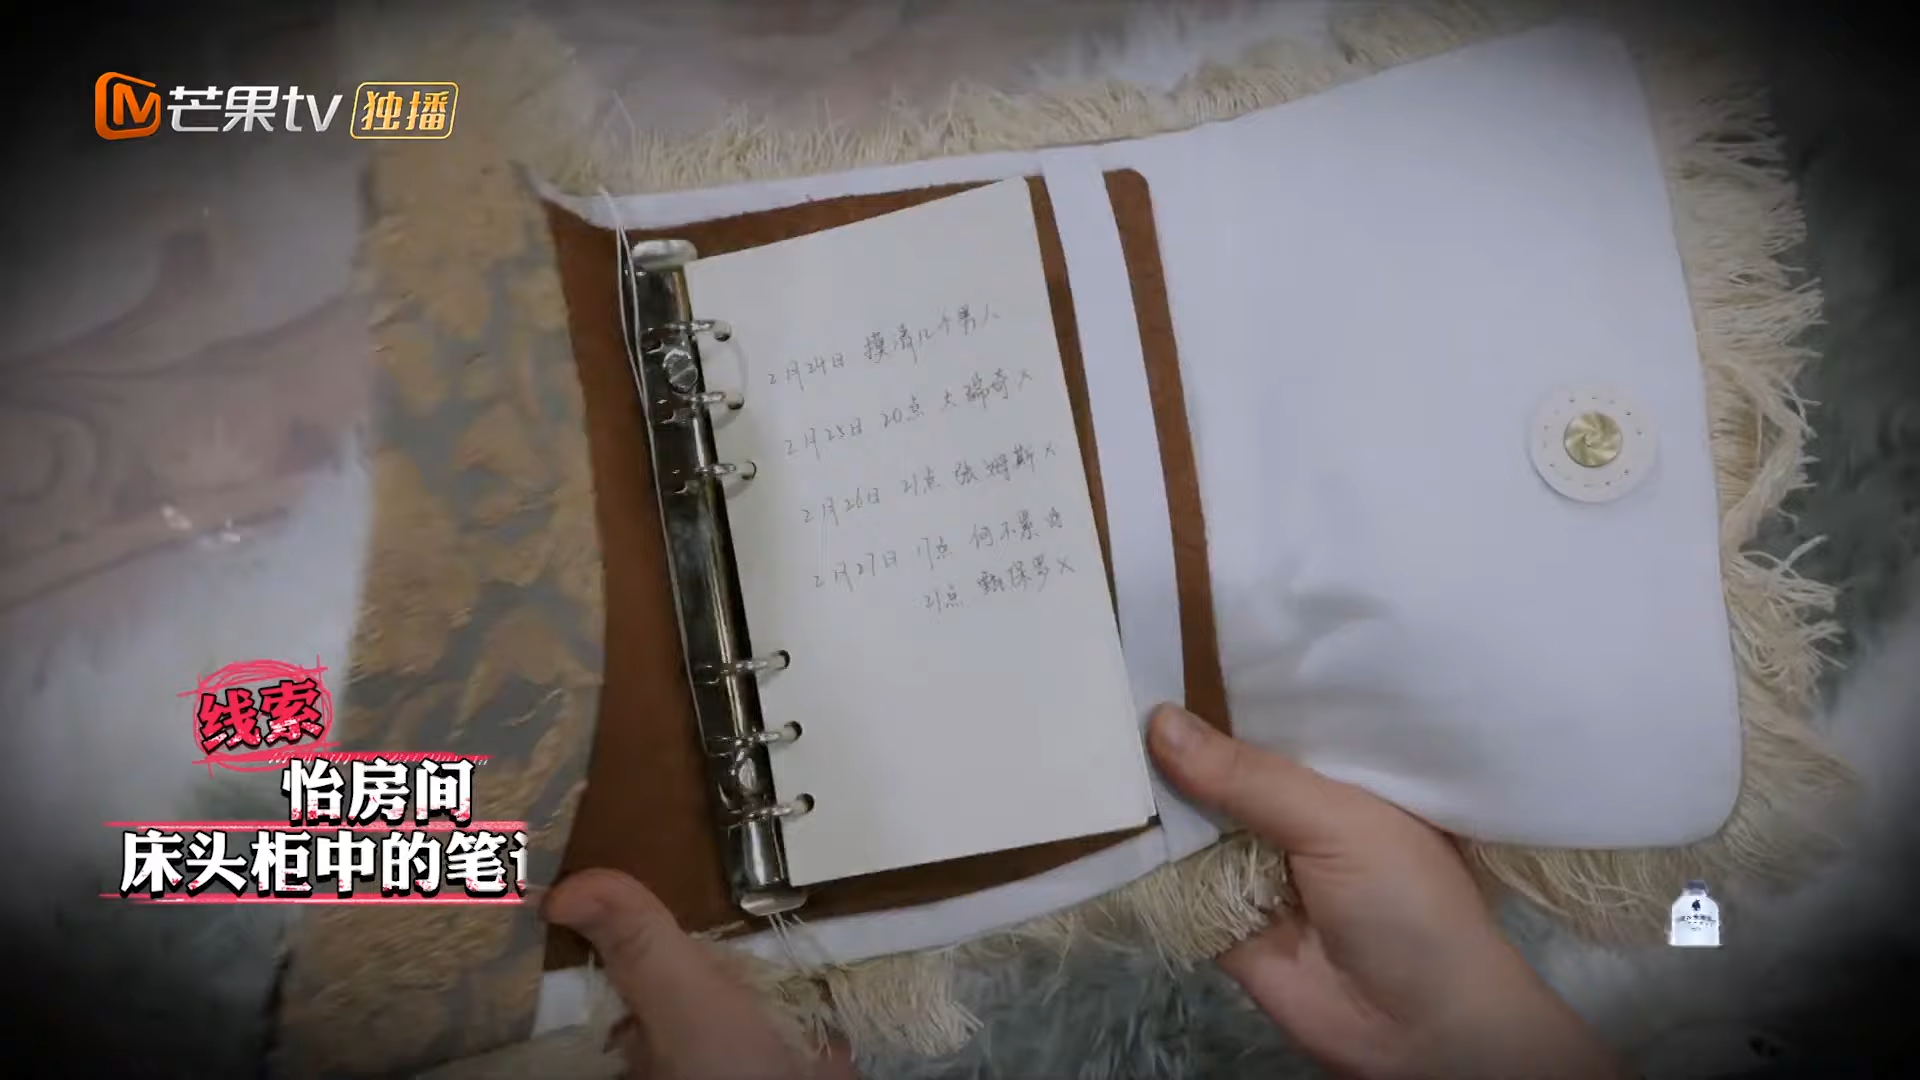 芒果tv 独播
2月24日 摸清几个男人
2月25日 20点 大瑞奇 ×
2月26日 21点 张姆斯 ×
2月27日 17点 何不累
21点 甄保罗 ×
线索
怡房间
床头柜中的笔